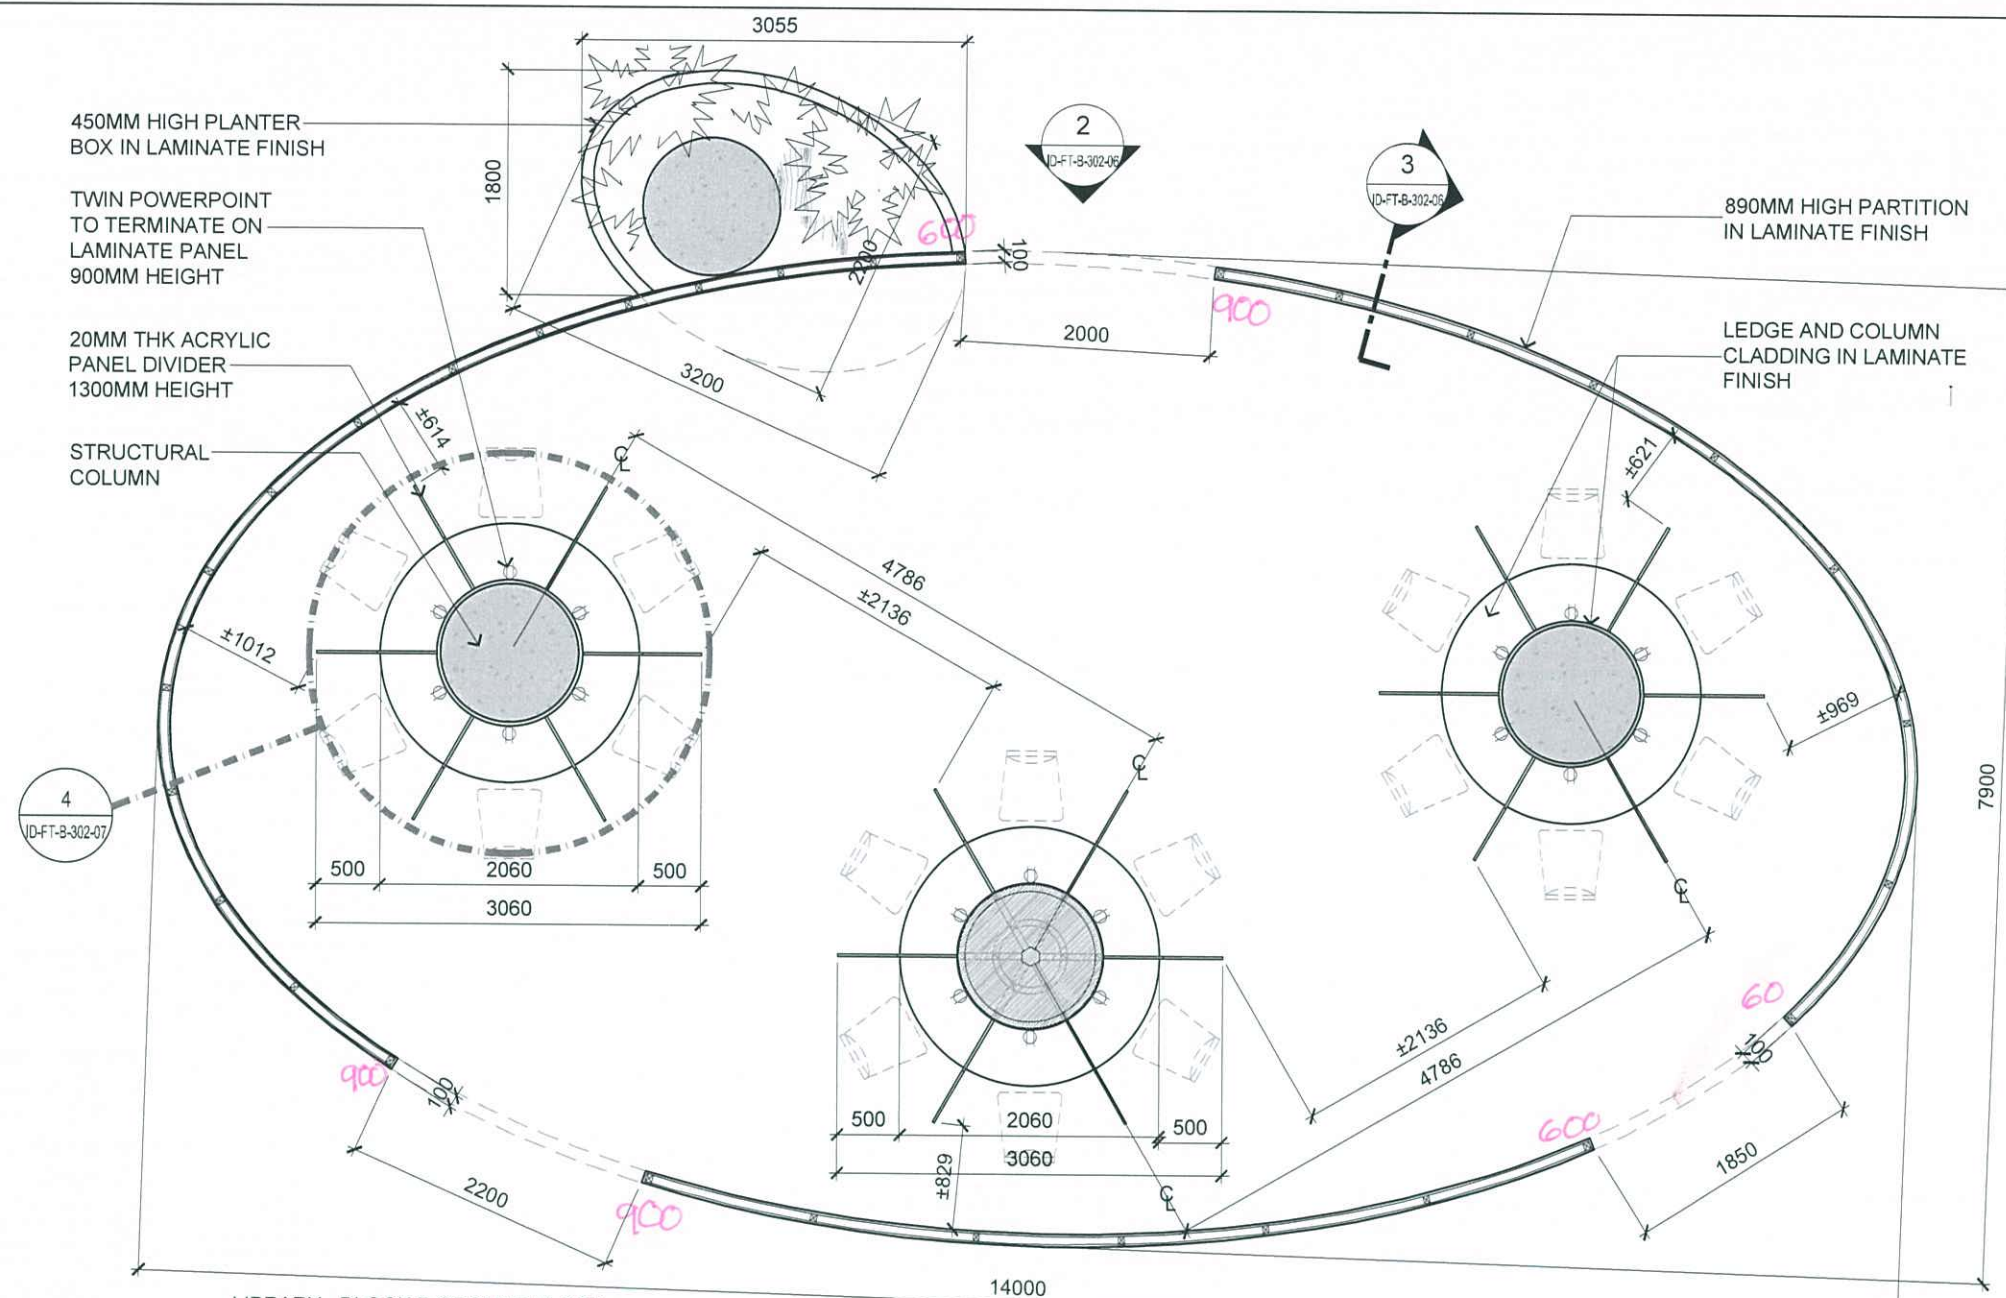 3055
450MM HIGH PLANTER
BOX IN LAMINATE FINISH
1800
TWIN POWERPOINT
TO TERMINATE ON
LAMINATE PANEL
900MM HEIGHT
20MM THK ACRYLIC
PANEL DIVIDER
1300MM HEIGHT
STRUCTURAL
COLUMN
2
ID-FT-B-302-06
3
ID-FT-B-302-06
890MM HIGH PARTITION
IN LAMINATE FINISH
LEDGE AND COLUMN
CLADDING IN LAMINATE
FINISH
600
100
2200
900
2000
3200
±614
CL
±621
4786
±2136
±1012
±969
CL
7900
4
ID-FT-B-302-07
500 2060 500
3060
CL
60
±2136
4786
100
900
100
500 2060 500
3060
600
±829
1850
2200
900
CL
14000